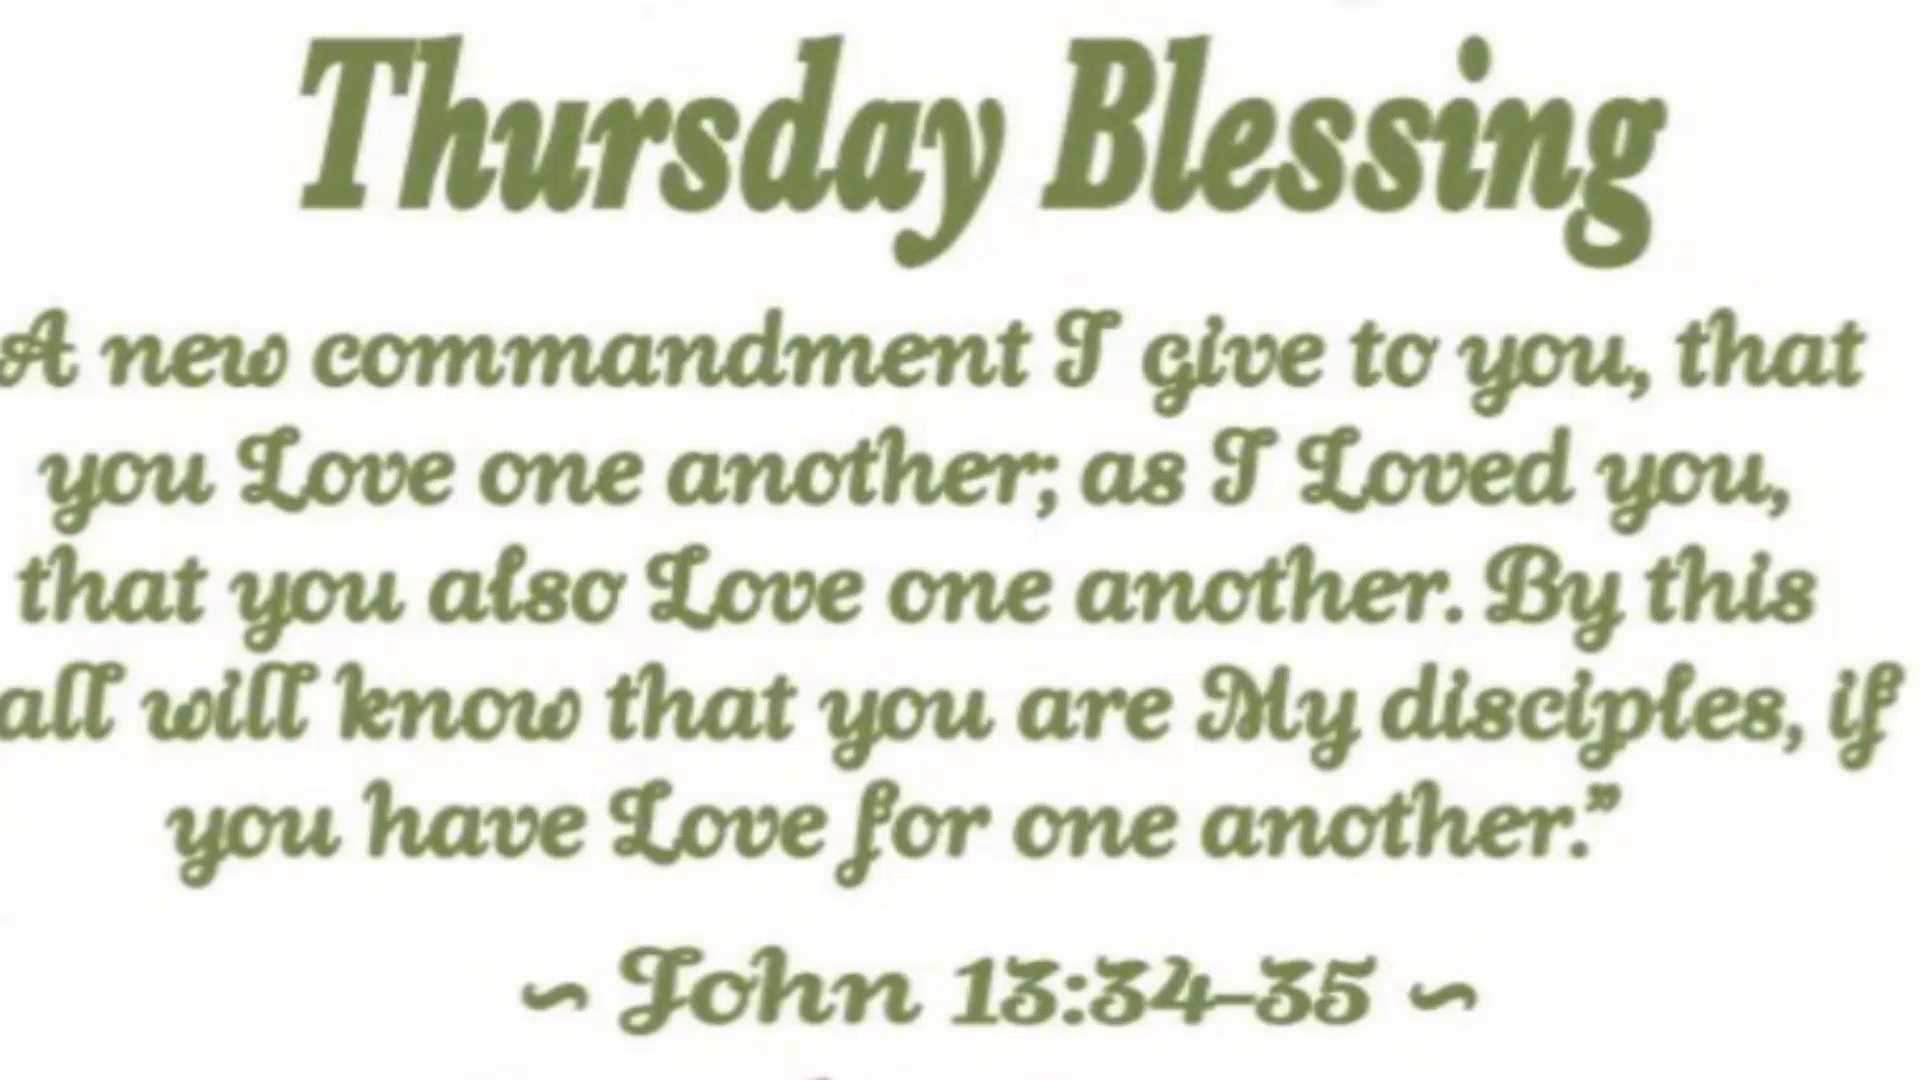 Thursday Blessing
A new commandment I give to you, that
you Love one another; as I Loved you,
that you also Love one another. By this
all will know that you are My disciples, if
you have Love for one another.”
~ John 13:34-35 ~